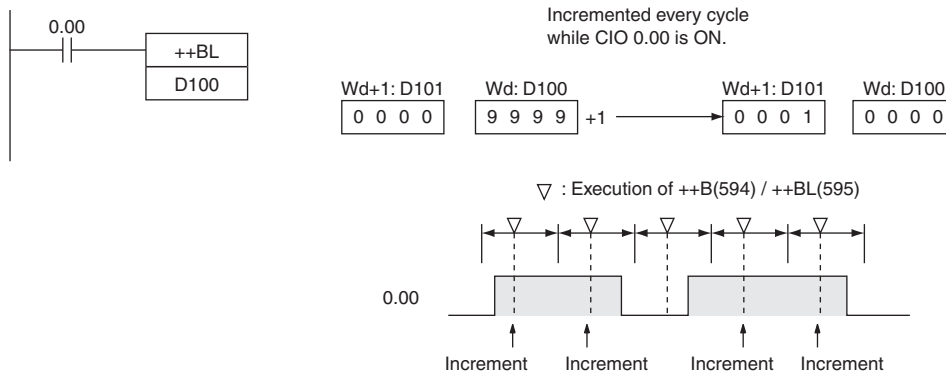 0.00
++BL
D100
Incremented every cycle
while CIO 0.00 is ON.
Wd+1: D101 Wd: D100 Wd+1: D101 Wd: D100
0 0 0 0 9 9 9 9 +1 0 0 0 1 0 0 0 0
: Execution of ++B(594) / ++BL(595)
0.00
Increment Increment Increment Increment